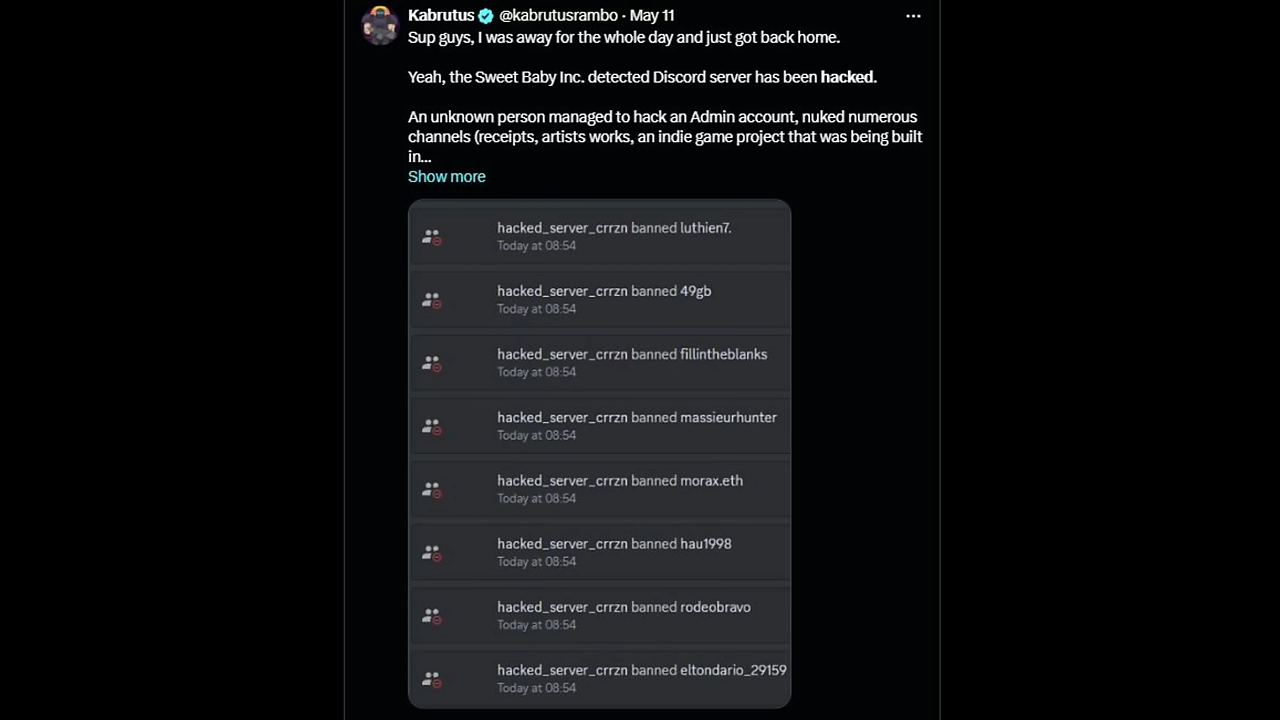 Kabrutus @kabrutusrambo · May 11
Sup guys, I was away for the whole day and just got back home.
Yeah, the Sweet Baby Inc. detected Discord server has been hacked.
An unknown person managed to hack an Admin account, nuked numerous
channels (receipts, artists works, an indie game project that was being built
in...
Show more
hacked_server_crrzn banned luthien7.
Today at 08:54
hacked_server_crrzn banned 49gb
Today at 08:54
hacked_server_crrzn banned fillintheblanks
Today at 08:54
hacked_server_crrzn banned massieurhunter
Today at 08:54
hacked_server_crrzn banned morax.eth
Today at 08:54
hacked_server_crrzn banned hau1998
Today at 08:54
hacked_server_crrzn banned rodeobravo
Today at 08:54
hacked_server_crrzn banned eltondario_29159
Today at 08:54